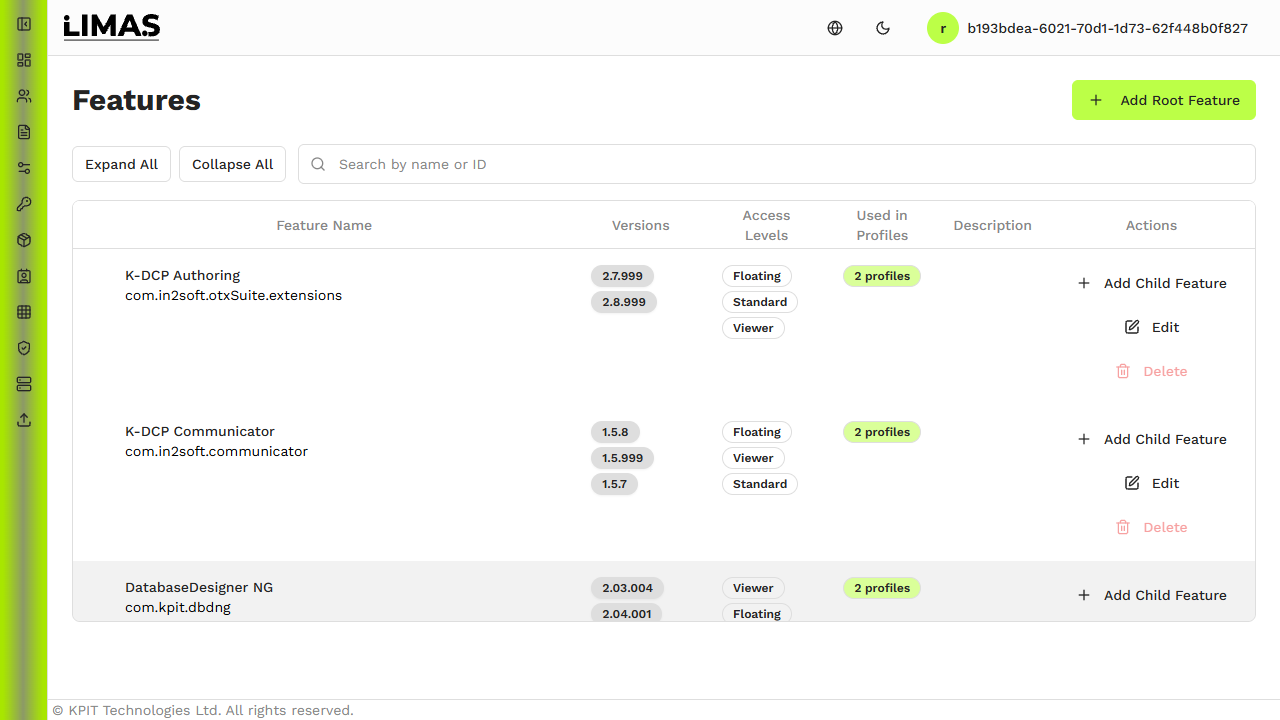 LIMAS
r
b193bdea-6021-70d1-1d73-62f448b0f827
Features
Add Root Feature
Expand All
Collapse All
Search by name or ID
Feature Name
Versions
Access Levels
Used in Profiles
Description
Actions
K-DCP Authoring
com.in2soft.otxSuite.extensions
2.7.999
2.8.999
Floating
Standard
Viewer
2 profiles
Add Child Feature
Edit
Delete
K-DCP Communicator
com.in2soft.communicator
1.5.8
1.5.999
1.5.7
Floating
Viewer
Standard
2 profiles
Add Child Feature
Edit
Delete
DatabaseDesigner NG
com.kpit.dbdng
2.03.004
2.04.001
Viewer
Floating
2 profiles
Add Child Feature
© KPIT Technologies Ltd. All rights reserved.